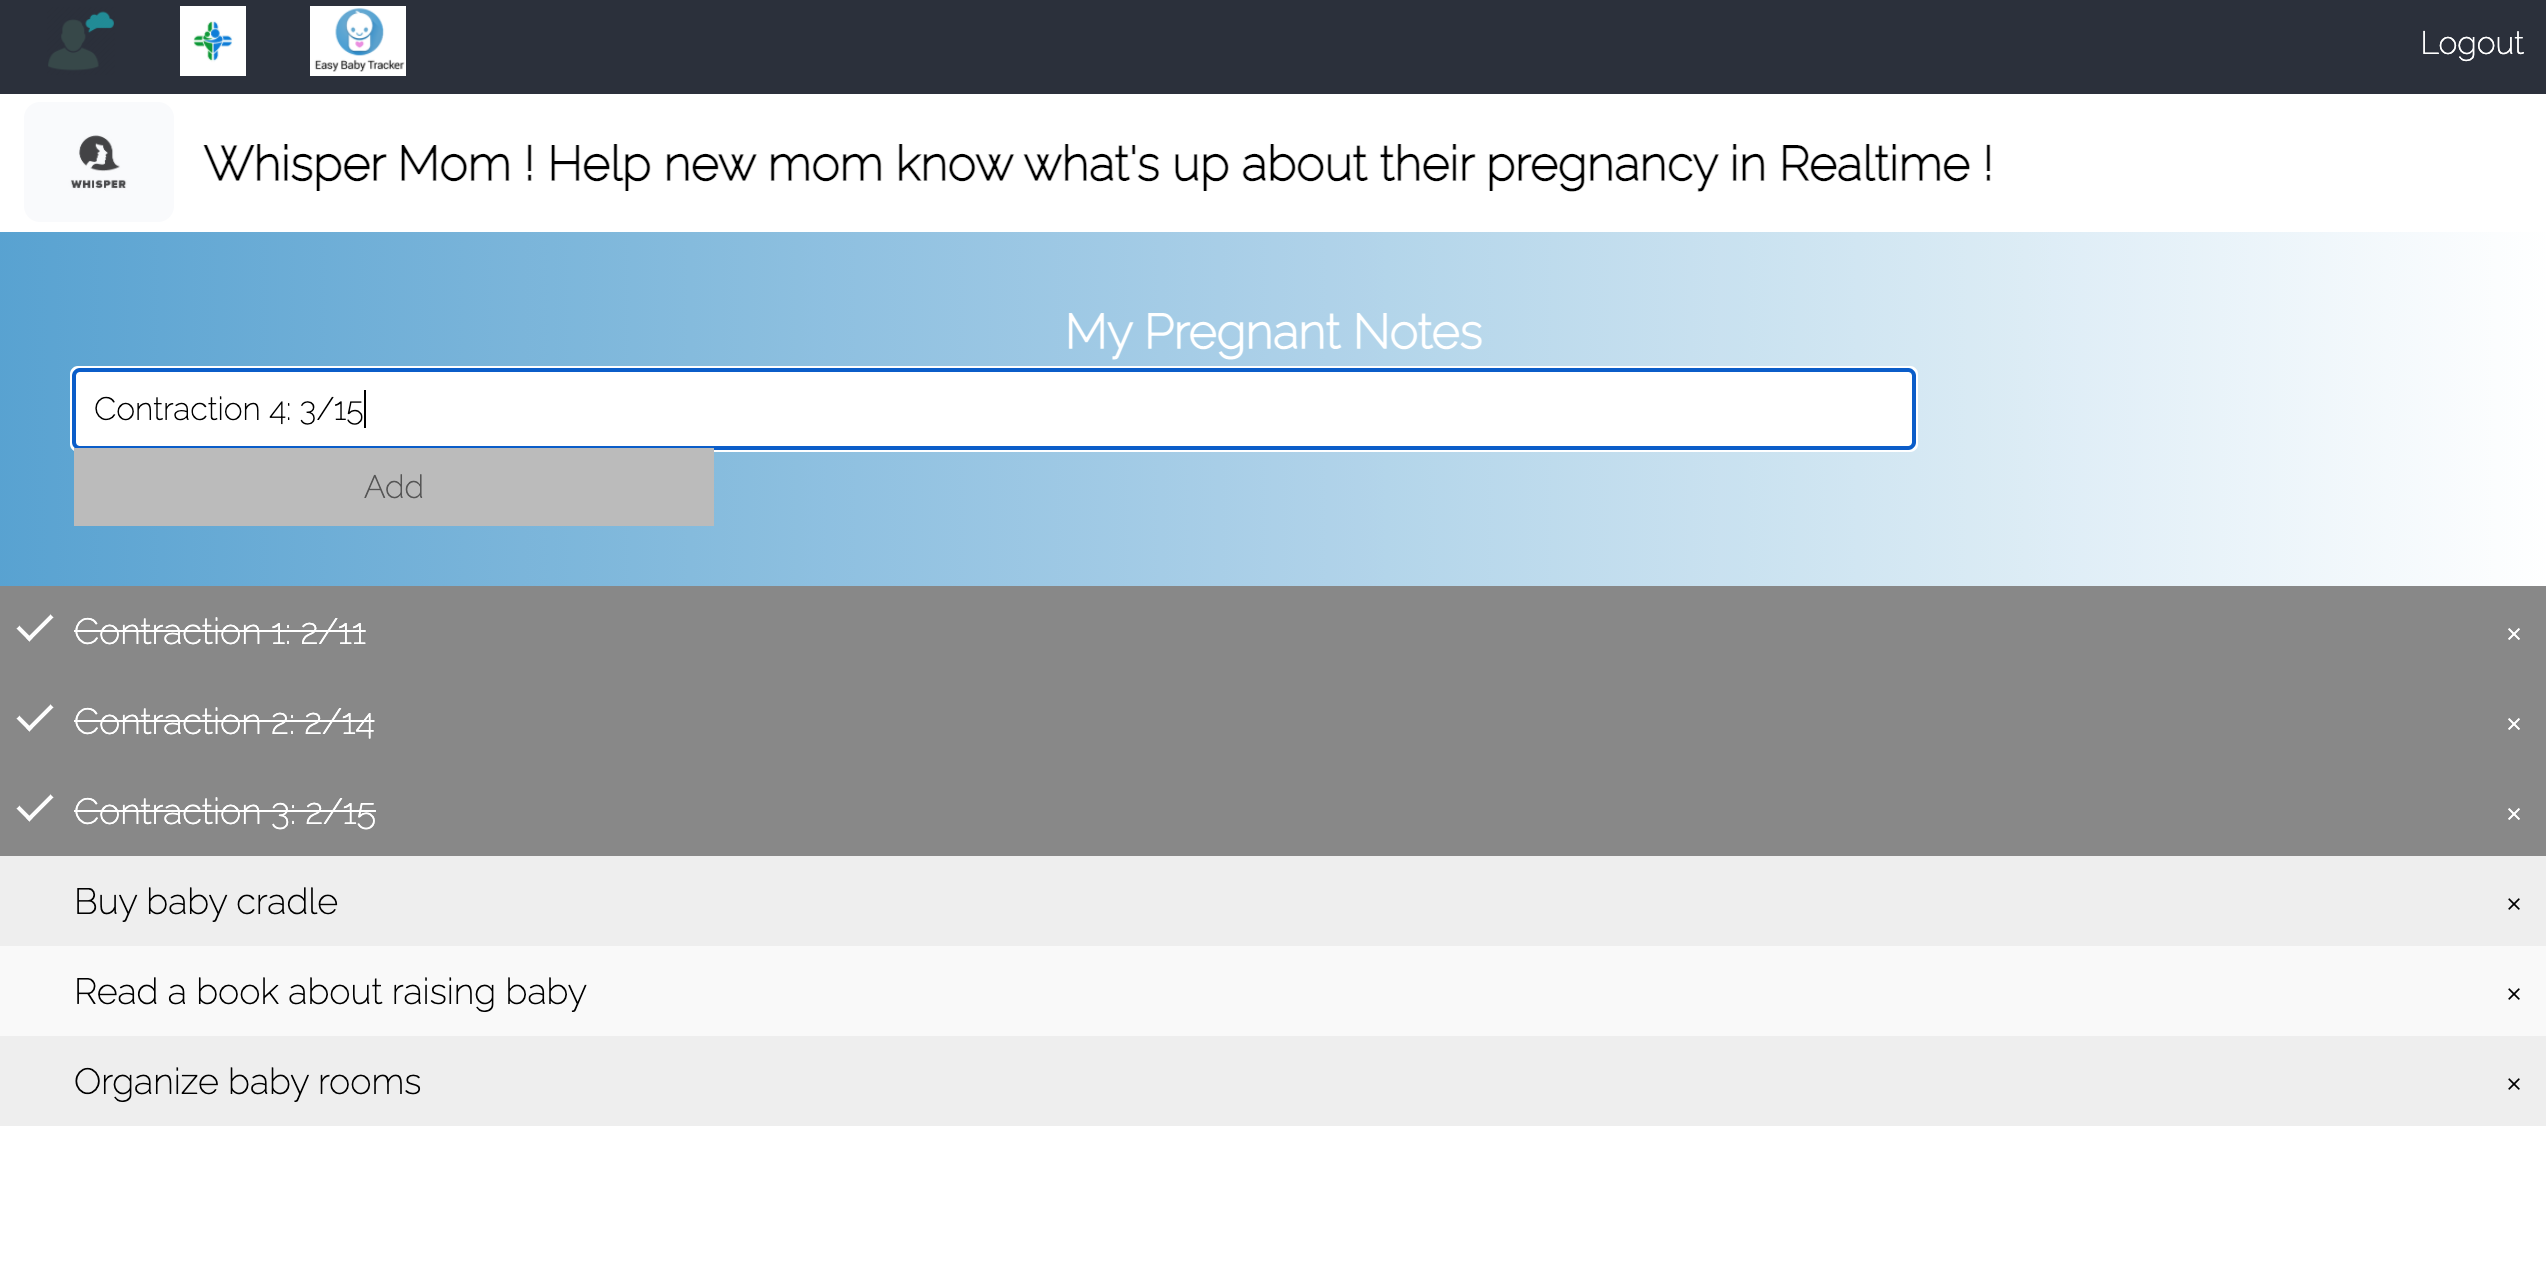 Easy Baby Tracker
Logout
WHISPER
Whisper Mom ! Help new mom know what's up about their pregnancy in Realtime !
My Pregnant Notes
Contraction 4: 3/15
Add
Contraction 1: 2/11
×
Contraction 2: 2/14
×
Contraction 3: 2/15
×
Buy baby cradle
×
Read a book about raising baby
×
Organize baby rooms
×